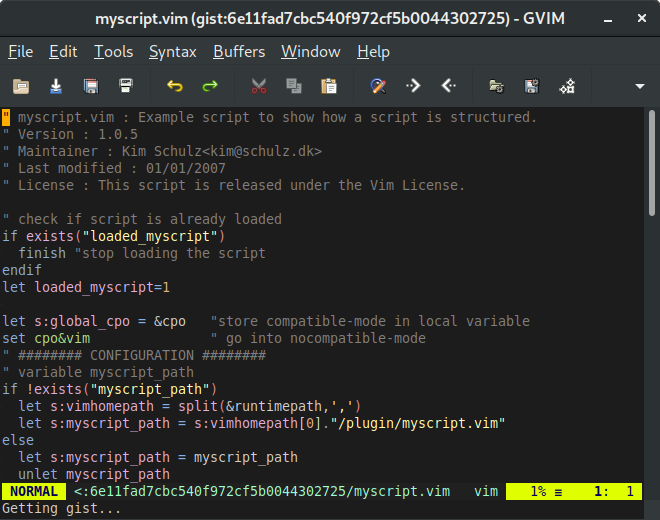 myscript.vim (gist:6e11fad7cbc540f972cf5b0044302725) - GVIM
File Edit Tools Syntax Buffers Window Help
" myscript.vim : Example script to show how a script is structured.
" Version : 1.0.5
" Maintainer : Kim Schulz<kim@schulz.dk>
" Last modified : 01/01/2007
" License : This script is released under the Vim License.
" check if script is already loaded
if exists("loaded_myscript")
  finish "stop loading the script
endif
let loaded_myscript=1
let s:global_cpo = &cpo   "store compatible-mode in local variable
set cpo&vim               " go into nocompatible-mode
" ######## CONFIGURATION ########
" variable myscript_path
if !exists("myscript_path")
  let s:vimhomepath = split(&runtimepath,',')
  let s:myscript_path = s:vimhomepath[0]."/plugin/myscript.vim"
else
  let s:myscript_path = myscript_path
  unlet myscript_path
NORMAL <:6e11fad7cbc540f972cf5b0044302725/myscript.vim   vim   1% ≡   1:  1
Getting gist...